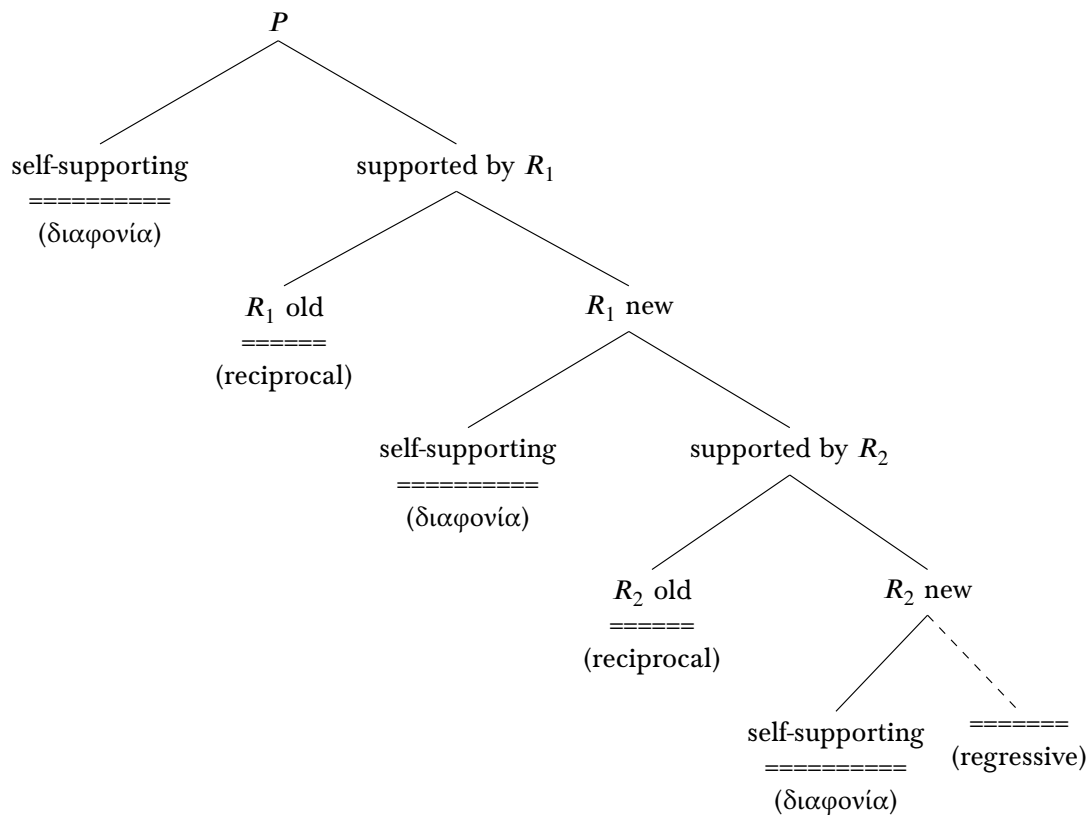 P
self-supporting
==========
(διαφονία)
supported by R₁
R₁ old
======
(reciprocal)
R₁ new
self-supporting
==========
(διαφονία)
supported by R₂
R₂ old
======
(reciprocal)
R₂ new
self-supporting
==========
(διαφονία)
=======
(regressive)